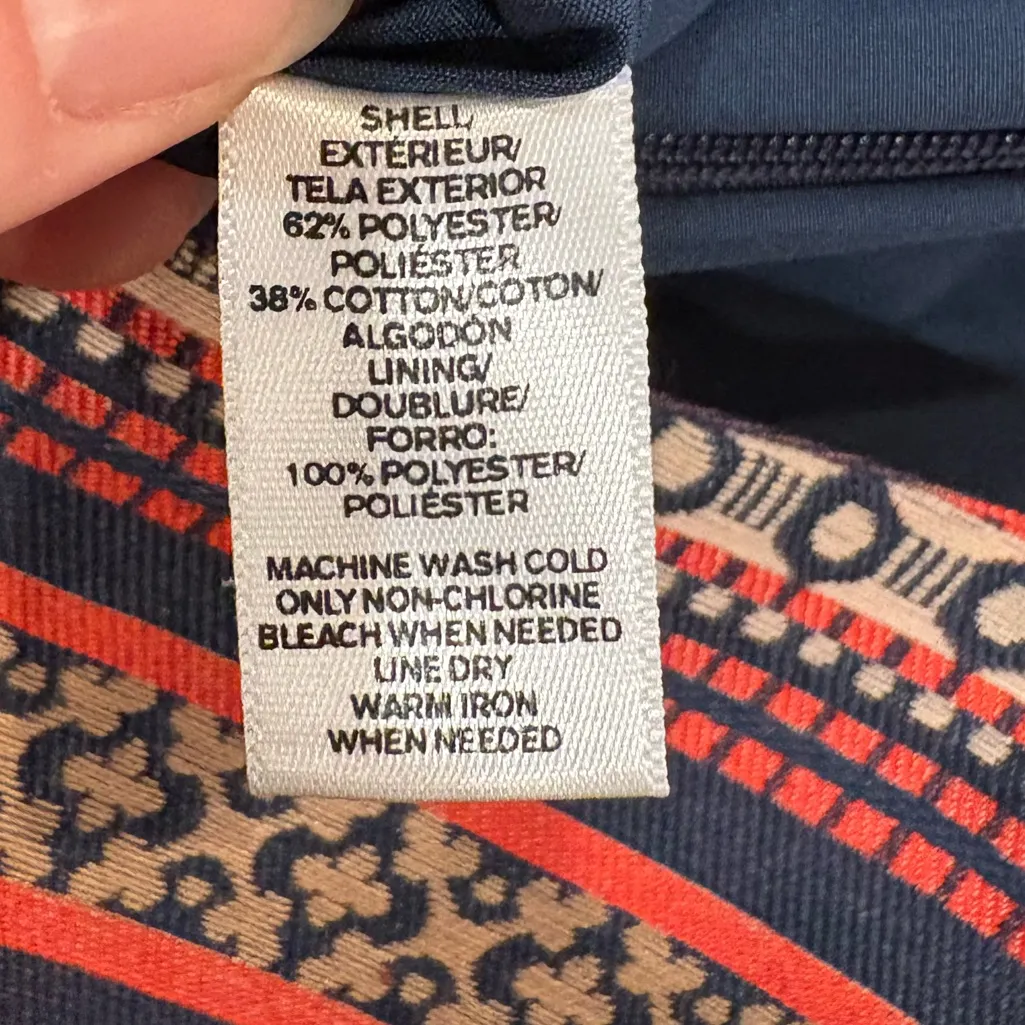 SHELL
EXTÉRIEUR/
TELA EXTERIOR
62% POLYESTER/
POLIÉSTER
38% COTTON/COTON/
ALGODÓN
LINING/
DOUBLURE/
FORRO:
100% POLYESTER/
POLIÉSTER
MACHINE WASH COLD
ONLY NON-CHLORINE
BLEACH WHEN NEEDED
LINE DRY
WARM IRON
WHEN NEEDED